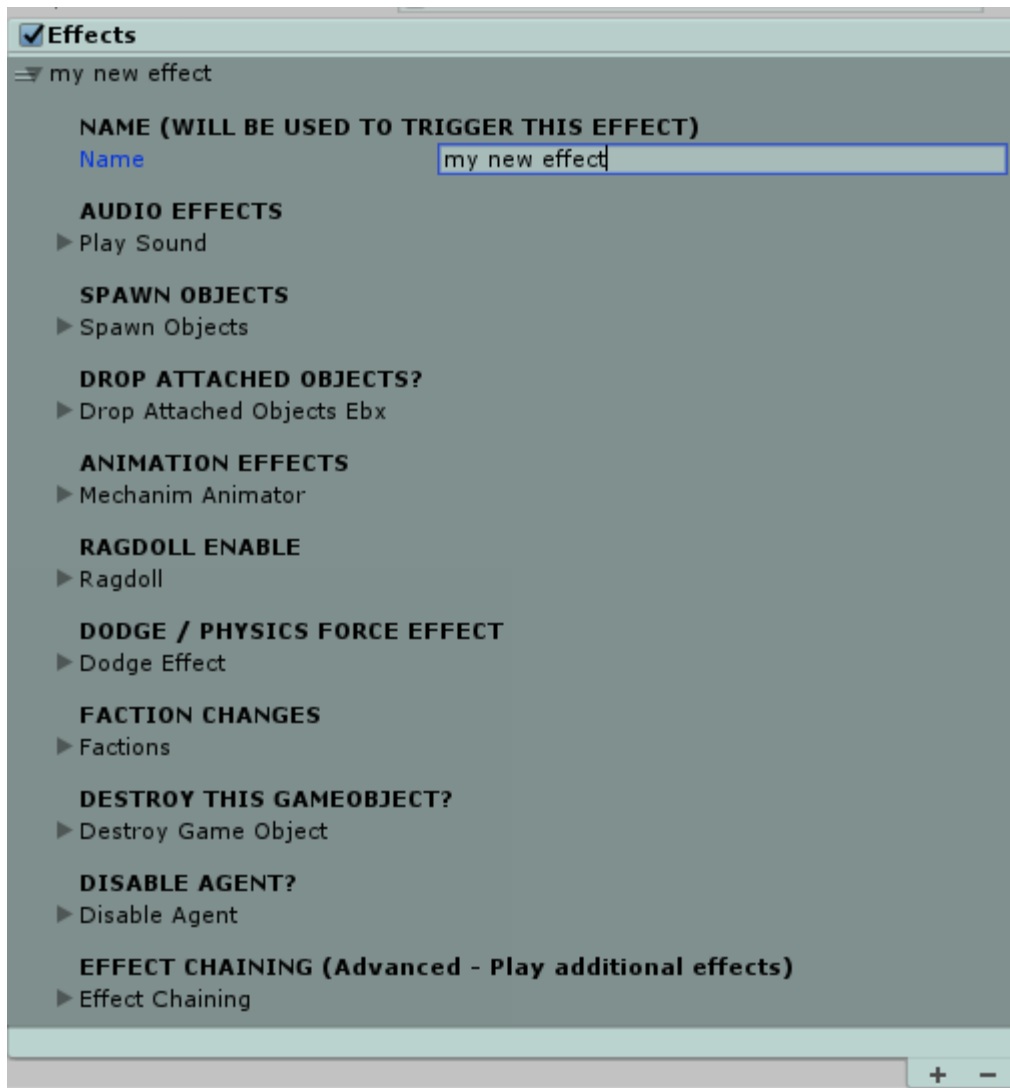 Effects
my new effect
NAME (WILL BE USED TO TRIGGER THIS EFFECT)
Name my new effect
AUDIO EFFECTS
Play Sound
SPAWN OBJECTS
Spawn Objects
DROP ATTACHED OBJECTS?
Drop Attached Objects Ebx
ANIMATION EFFECTS
Mechanim Animator
RAGDOLL ENABLE
Ragdoll
DODGE / PHYSICS FORCE EFFECT
Dodge Effect
FACTION CHANGES
Factions
DESTROY THIS GAMEOBJECT?
Destroy Game Object
DISABLE AGENT?
Disable Agent
EFFECT CHAINING (Advanced - Play additional effects)
Effect Chaining
+ −